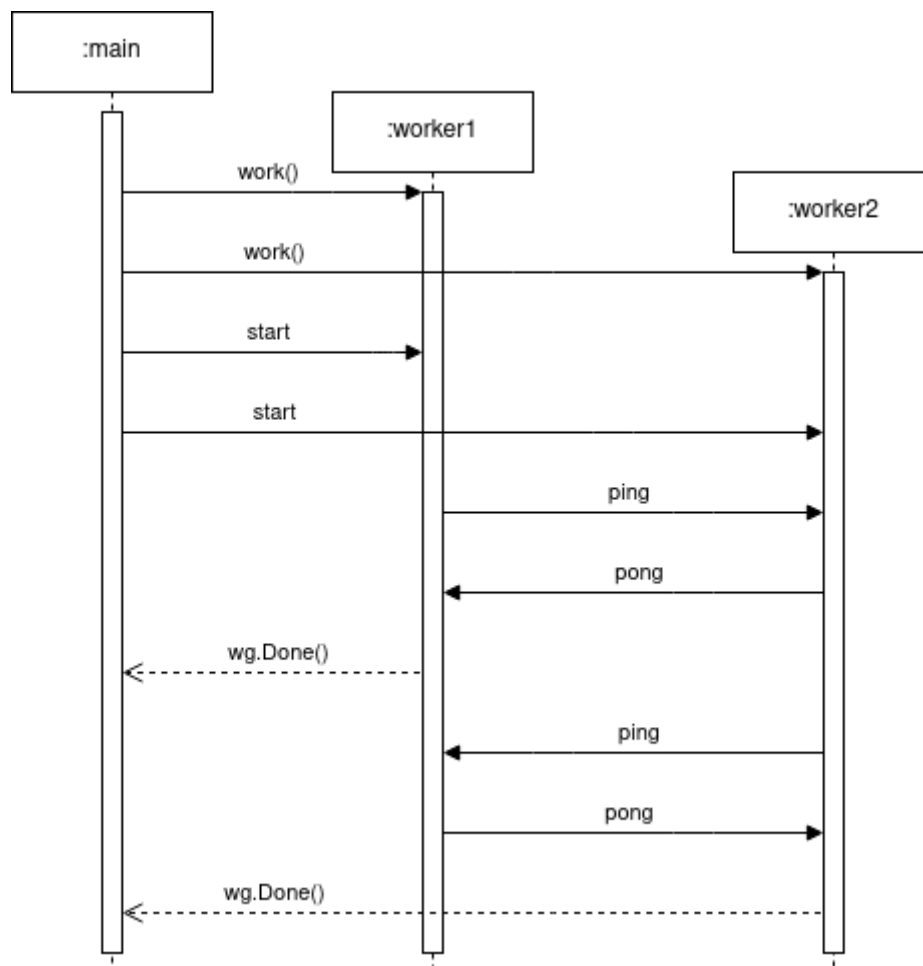 :main
:worker1
work()
:worker2
work()
start
start
ping
pong
wg.Done()
ping
pong
wg.Done()